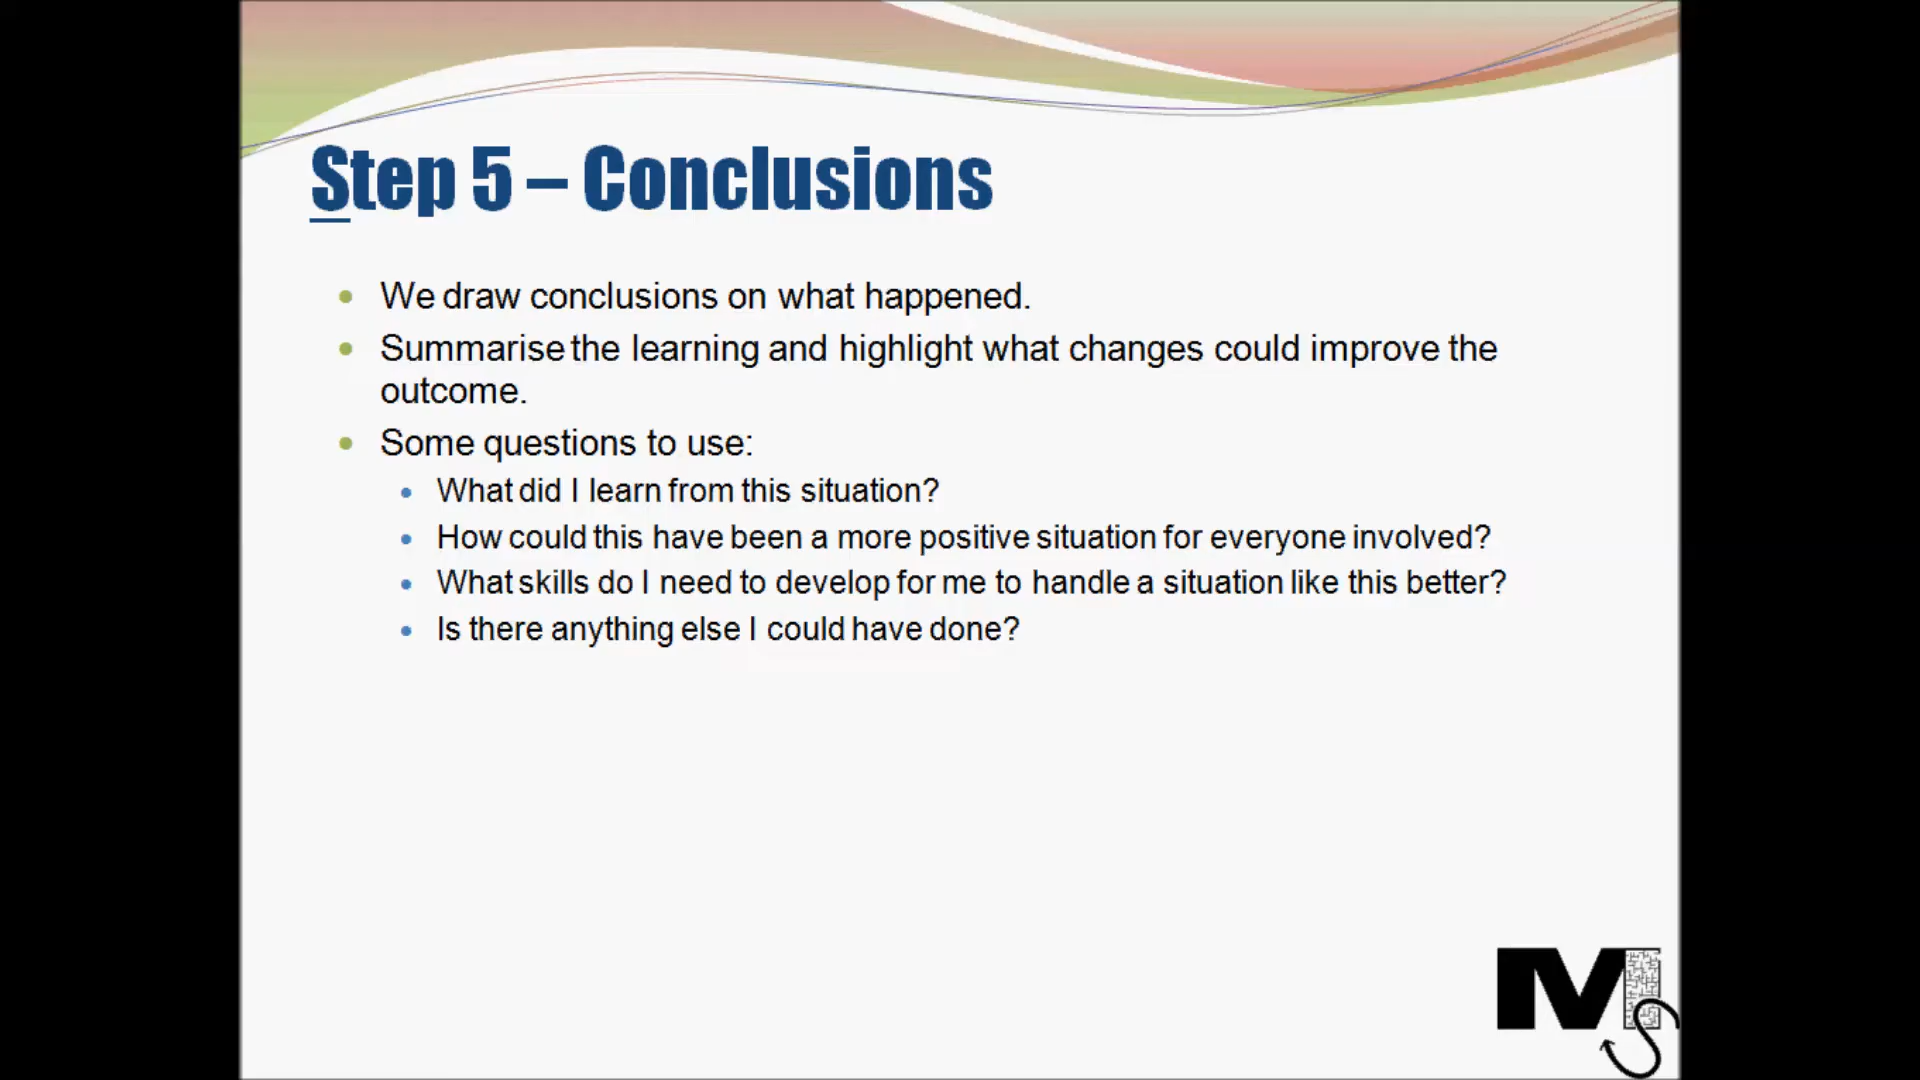 Step 5 – Conclusions
We draw conclusions on what happened.
Summarise the learning and highlight what changes could improve the
outcome.
Some questions to use:
What did I learn from this situation?
How could this have been a more positive situation for everyone involved?
What skills do I need to develop for me to handle a situation like this better?
Is there anything else I could have done?
MS